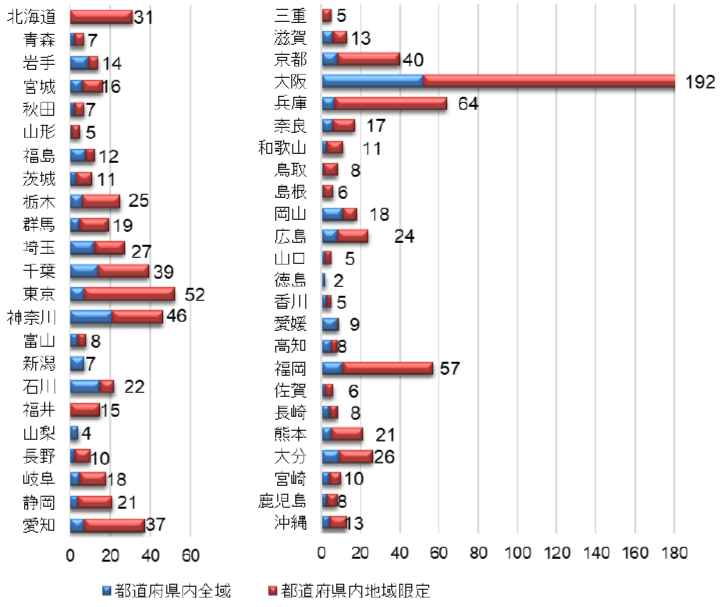 北海道 31
青森 7
岩手 14
宮城 16
秋田 7
山形 5
福島 12
茨城 11
栃木 25
群馬 19
埼玉 27
千葉 39
東京 52
神奈川 46
富山 8
新潟 7
石川 22
福井 15
山梨 4
長野 10
岐阜 18
静岡 21
愛知 37
0 20 40 60
三重 5
滋賀 13
京都 40
大阪 192
兵庫 64
奈良 17
和歌山 11
鳥取 8
島根 6
岡山 18
広島 24
山口 5
徳島 2
香川 5
愛媛 9
高知 8
福岡 57
佐賀 6
長崎 8
熊本 21
大分 26
宮崎 10
鹿児島 8
沖縄 13
0 20 40 60 80 100 120 140 160 180
都道府県内全域 都道府県内地域限定